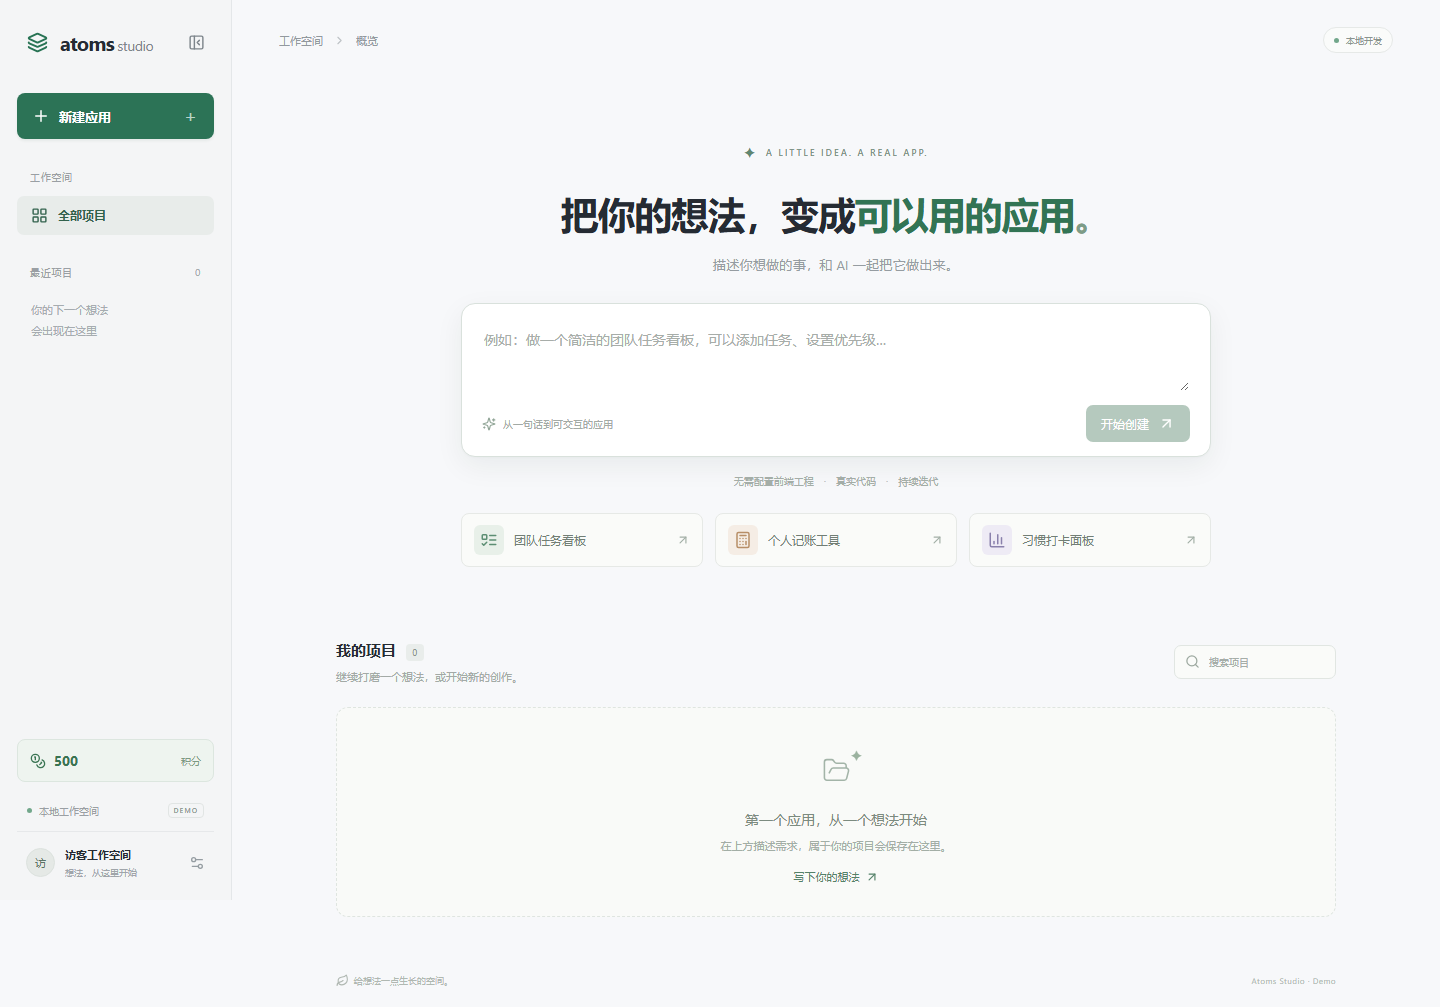 atoms studio
新建应用 +
工作空间
全部项目
最近项目 0
你的下一个想法
会出现在这里
500 积分
本地工作空间 DEMO
访 访客工作空间
想法，从这里开始
工作空间 > 概览
本地开发
A LITTLE IDEA. A REAL APP.
把你的想法，变成可以用的应用。
描述你想做的事，和 AI 一起把它做出来。
例如：做一个简洁的团队任务看板，可以添加任务、设置优先级...
从一句话到可交互的应用
开始创建
无需配置前端工程 · 真实代码 · 持续迭代
团队任务看板
个人记账工具
习惯打卡面板
我的项目 0
继续打磨一个想法，或开始新的创作。
搜索项目
第一个应用，从一个想法开始
在上方描述需求，属于你的项目会保存在这里。
写下你的想法
给想法一点生长的空间。
Atoms Studio · Demo